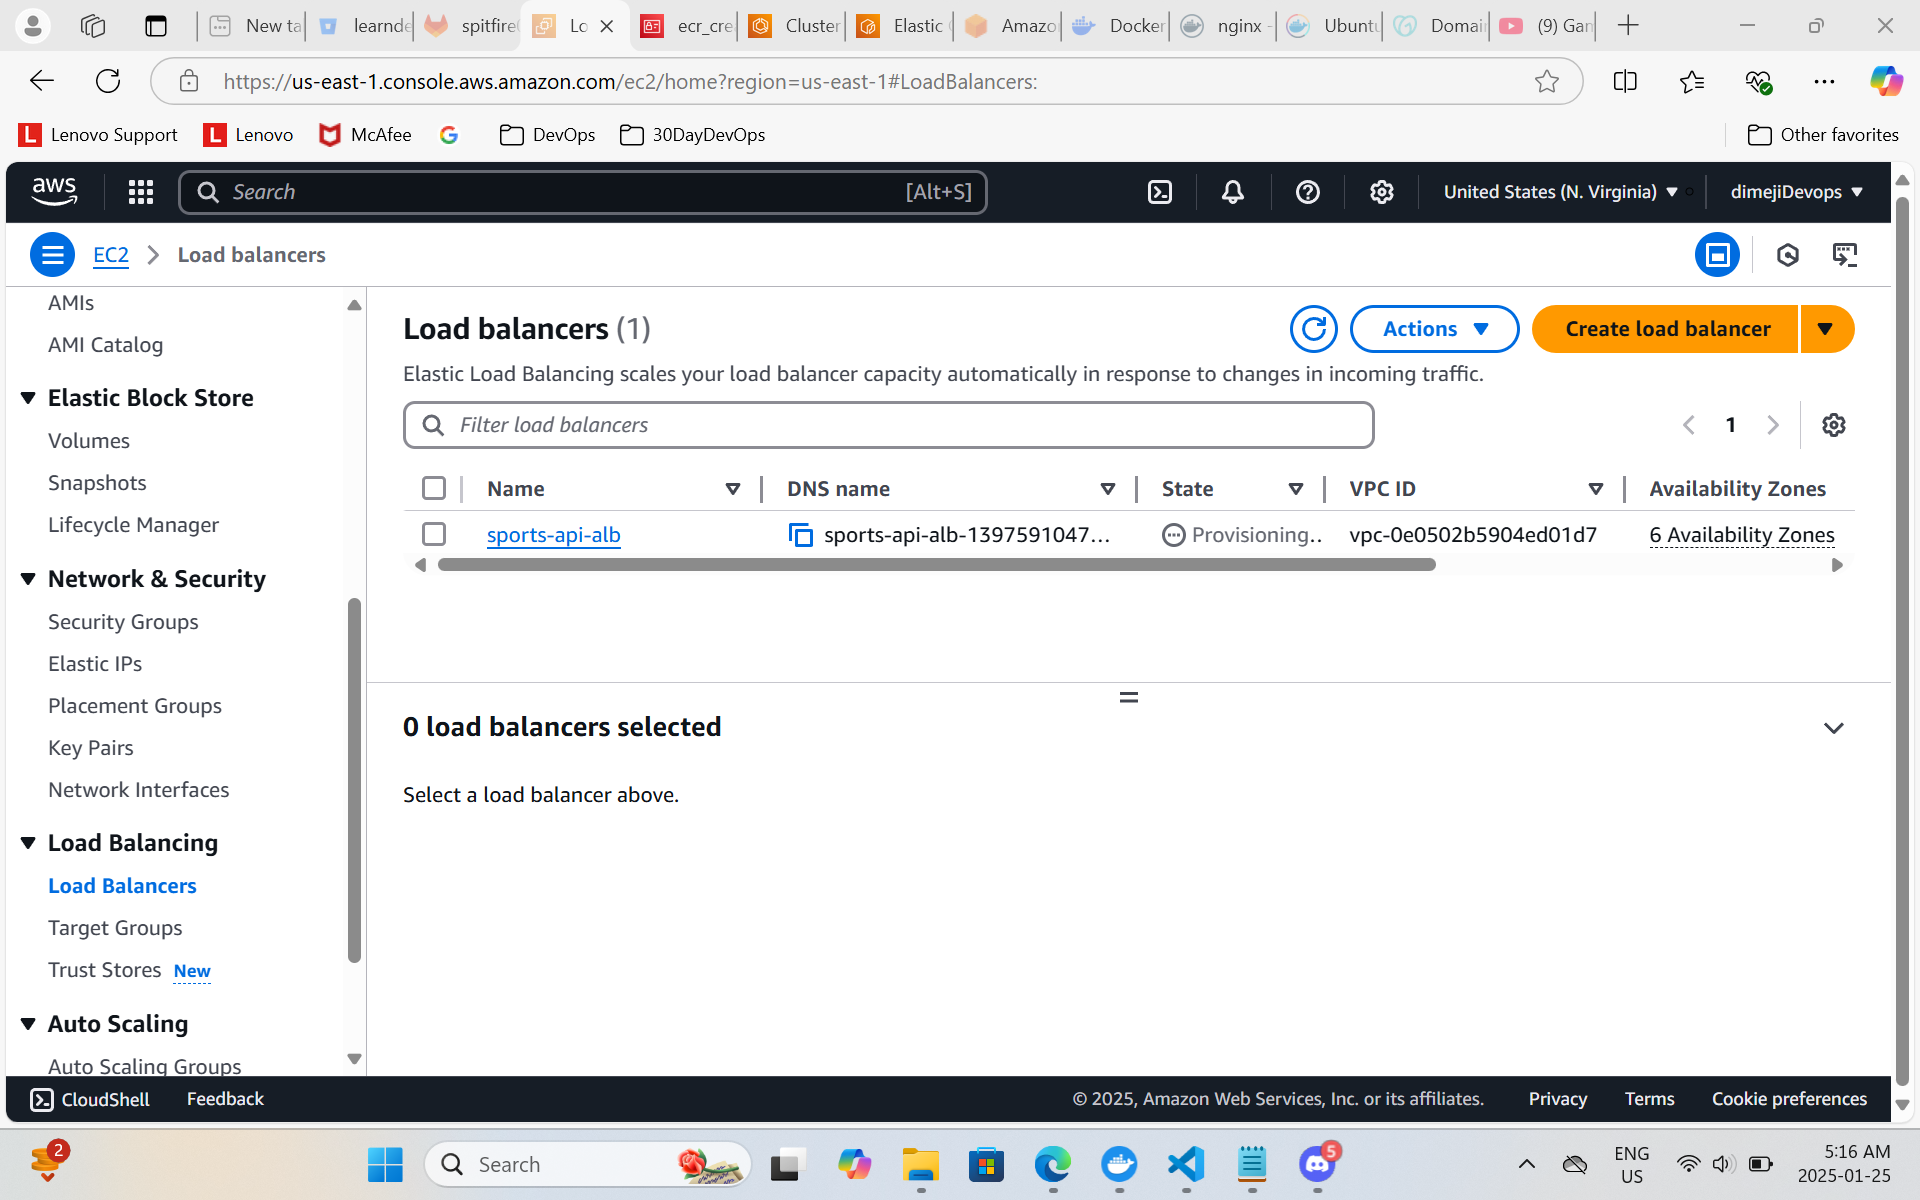 New ta
learnde
spitfire
Lo
ecr_cre
Cluster
Elastic
Amazo
Docker
nginx -
Ubunt
Domai
(9) Gan
https://us-east-1.console.aws.amazon.com/ec2/home?region=us-east-1#LoadBalancers:
L Lenovo Support
L Lenovo
McAfee
G
DevOps
30DayDevOps
Other favorites
aws
Search
[Alt+S]
United States (N. Virginia)
dimejiDevops
EC2
Load balancers
AMIs
AMI Catalog
Elastic Block Store
Volumes
Snapshots
Lifecycle Manager
Network & Security
Security Groups
Elastic IPs
Placement Groups
Key Pairs
Network Interfaces
Load Balancing
Load Balancers
Target Groups
Trust Stores New
Auto Scaling
Auto Scaling Groups
Load balancers (1)
Actions
Create load balancer
Elastic Load Balancing scales your load balancer capacity automatically in response to changes in incoming traffic.
Filter load balancers
1
Name
DNS name
State
VPC ID
Availability Zones
sports-api-alb
sports-api-alb-1397591047...
Provisioning..
vpc-0e0502b5904ed01d7
6 Availability Zones
0 load balancers selected
Select a load balancer above.
CloudShell
Feedback
© 2025, Amazon Web Services, Inc. or its affiliates.
Privacy
Terms
Cookie preferences
2
Search
5
ENG
US
5:16 AM
2025-01-25